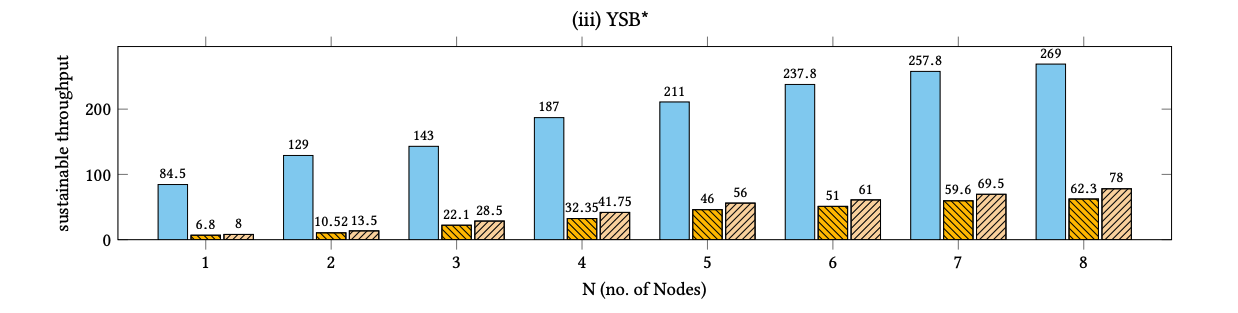 (iii) YSB*
sustainable throughput
200
100
0
84.5 6.8 8
129 10.52 13.5
143 22.1 28.5
187 32.35 41.75
211 46 56
237.8 51 61
257.8 59.6 69.5
269 62.3 78
1 2 3 4 5 6 7 8
N (no. of Nodes)